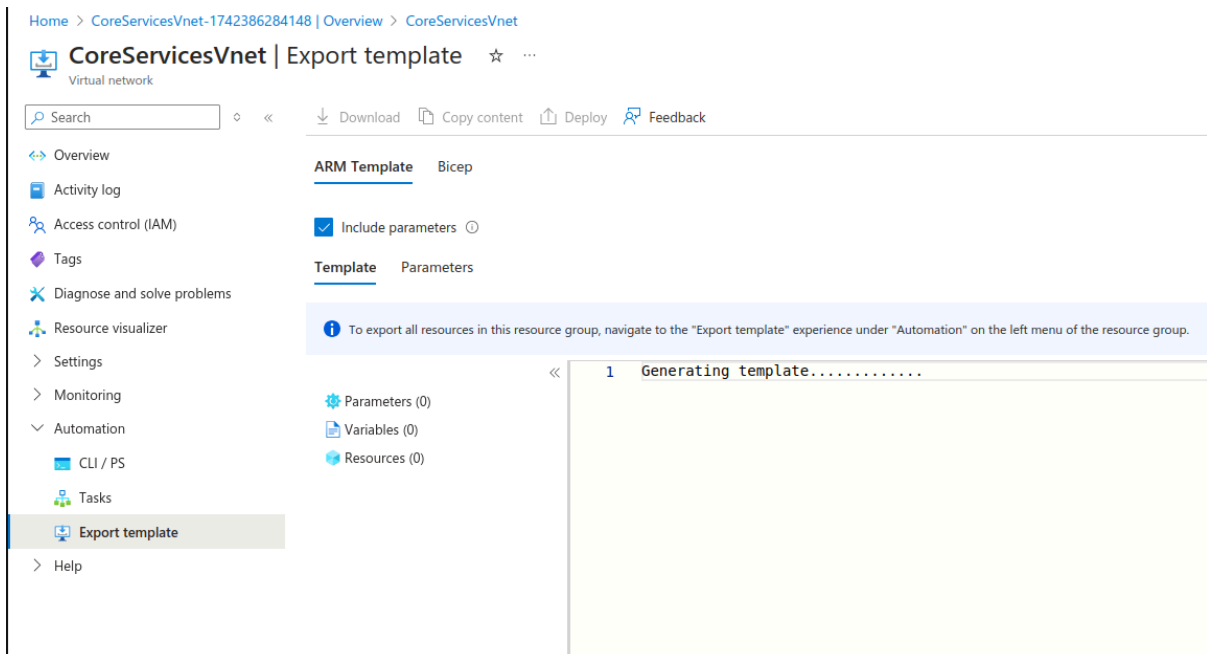 Home > CoreServicesVnet-1742386284148 | Overview > CoreServicesVnet
CoreServicesVnet | Export template ☆ ···
Virtual network
Search
Overview
Activity log
Access control (IAM)
Tags
Diagnose and solve problems
Resource visualizer
Settings
Monitoring
Automation
CLI / PS
Tasks
Export template
Help
Download Copy content Deploy Feedback
ARM Template Bicep
Include parameters
Template Parameters
To export all resources in this resource group, navigate to the "Export template" experience under "Automation" on the left menu of the resource group.
Parameters (0)
Variables (0)
Resources (0)
1 Generating template.............